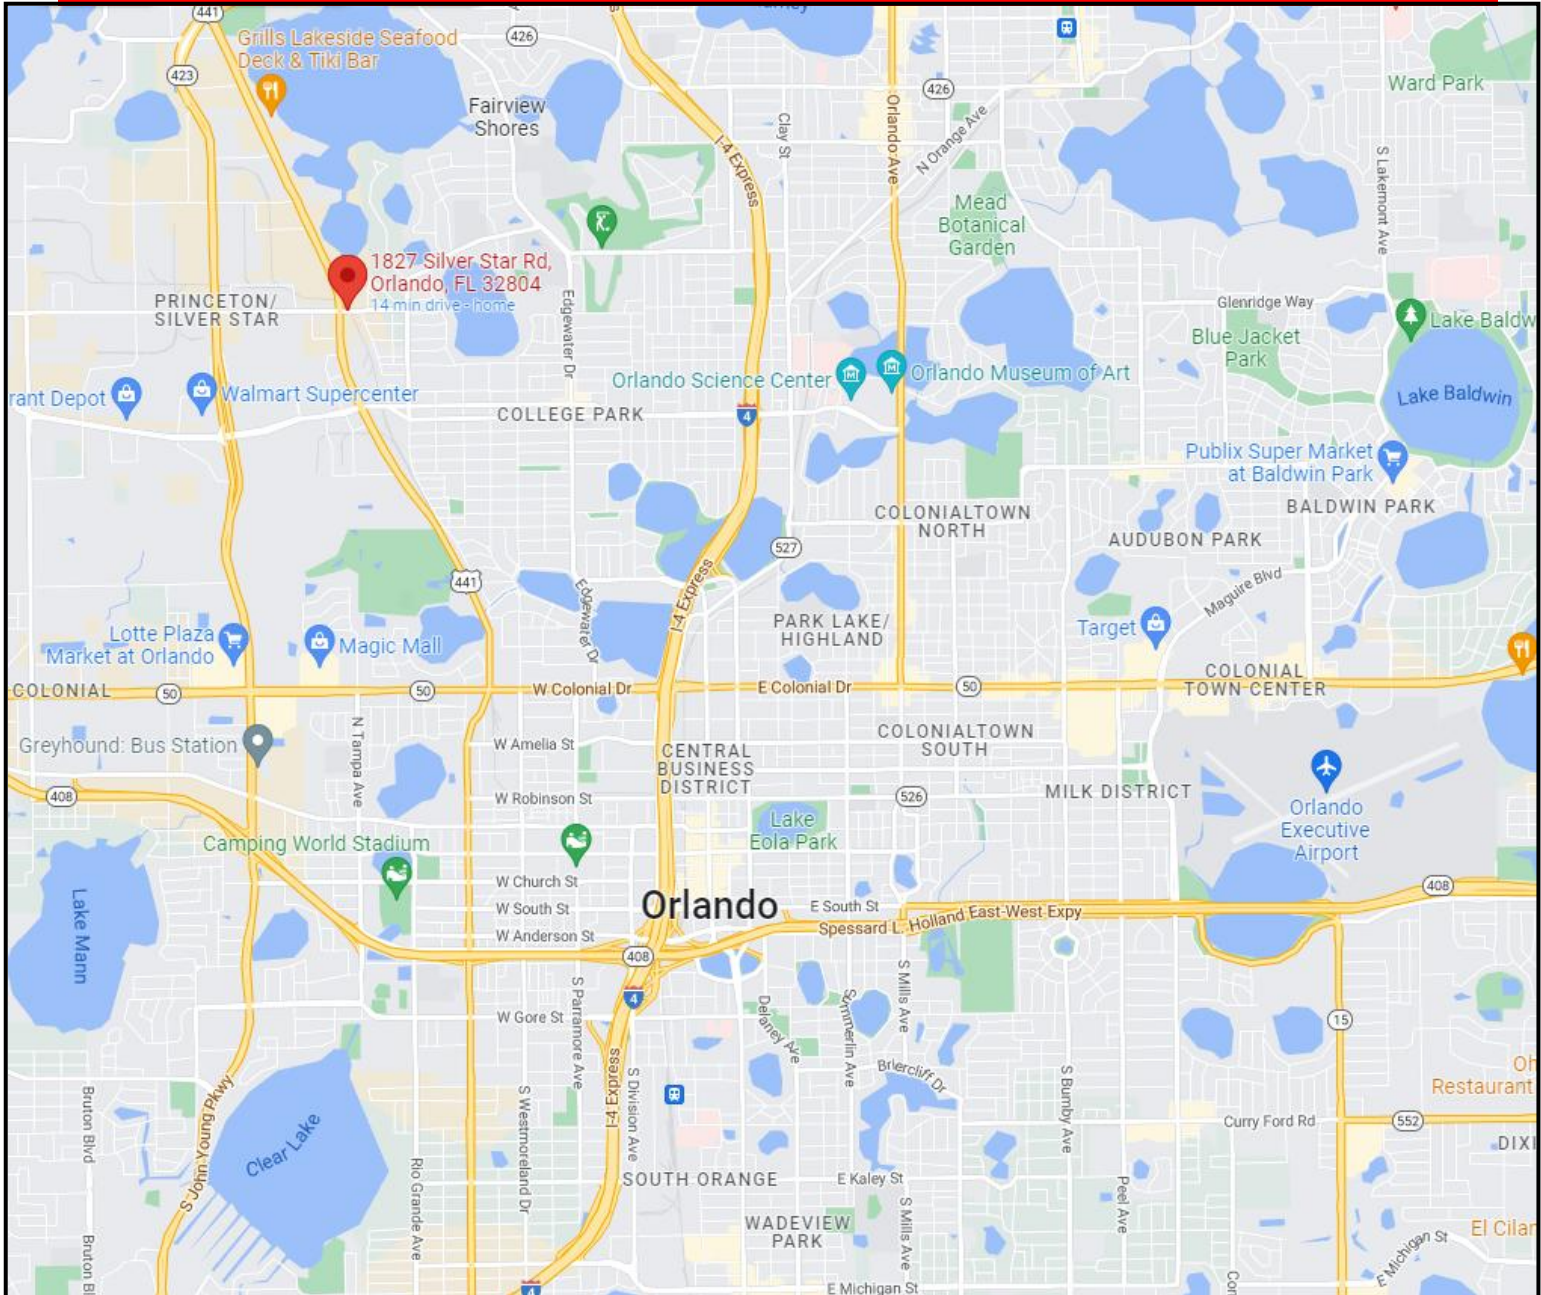 441
Grills Lakeside Seafood
Deck & Tiki Bar
426
423
Fairview
Shores
I-4 Express
Clay St
Orlando Ave
426
N Orange Ave
Ward Park
S Lakemont Ave
Mead
Botanical
Garden
1827 Silver Star Rd,
Orlando, FL 32804
14 min drive - home
PRINCETON/
SILVER STAR
Edgewater Dr
Glenridge Way
Blue Jacket
Park
Lake Baldw
Lake Baldwin
rant Depot
Walmart Supercenter
Orlando Science Center
Orlando Museum of Art
COLLEGE PARK
4
Publix Super Market
at Baldwin Park
BALDWIN PARK
COLONIALTOWN
NORTH
AUDUBON PARK
527
441
Edgewater Dr
I-4 Express
Maguire Blvd
PARK LAKE/
HIGHLAND
Target
Lotte Plaza
Market at Orlando
Magic Mall
COLONIAL
50
50
W Colonial Dr
E Colonial Dr
50
COLONIAL
TOWN CENTER
Greyhound: Bus Station
N Tampa Ave
W Amelia St
CENTRAL
BUSINESS
DISTRICT
COLONIALTOWN
SOUTH
408
W Robinson St
526
MILK DISTRICT
Orlando
Executive
Airport
Lake
Eola Park
Camping World Stadium
Lake Mann
W Church St
W South St
W Anderson St
Orlando
E South St
Spessard L. Holland East-West Expy
408
408
4
S Parramore Ave
W Gore St
Delaney Ave
Summerlin Ave
S Mills Ave
15
I-4 Express
S Division Ave
Briercliff Dr
S Bumby Ave
Oh
Restaurant
Bruton Blvd
S John Young Pkwy
Clear Lake
S Westmoreland Dr
Rio Grande Ave
Curry Ford Rd
552
DIXI
SOUTH ORANGE
E Kaley St
S Mills Ave
Peel Ave
WADEVIEW
PARK
El Cilar
E Michigan St
Bruton Bl
4
E Michigan St
Con